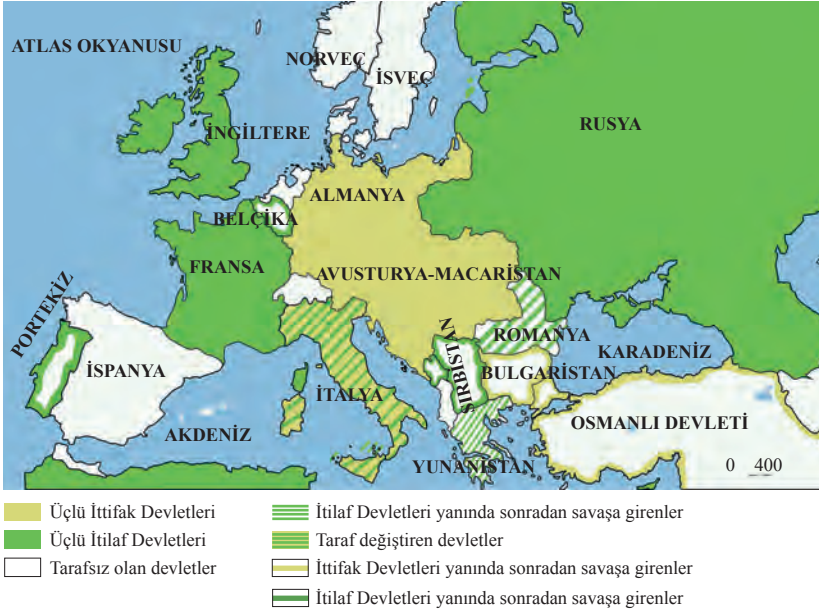 ATLAS OKYANUSU
NORVEÇ
İSVEÇ
RUSYA
İNGİLTERE
ALMANYA
BELÇİKA
FRANSA
AVUSTURYA-MACARİSTAN
PORTEKİZ
ROMANYA
KARADENİZ
SIRBISTAN
İSPANYA
BULGARİSTAN
İTALYA
OSMANLI DEVLETİ
AKDENİZ
YUNANİSTAN
0 400
Üçlü İttifak Devletleri
Üçlü İtilaf Devletleri
Tarafsız olan devletler
İtilaf Devletleri yanında sonradan savaşa girenler
Taraf değiştiren devletler
İttifak Devletleri yanında sonradan savaşa girenler
İtilaf Devletleri yanında sonradan savaşa girenler